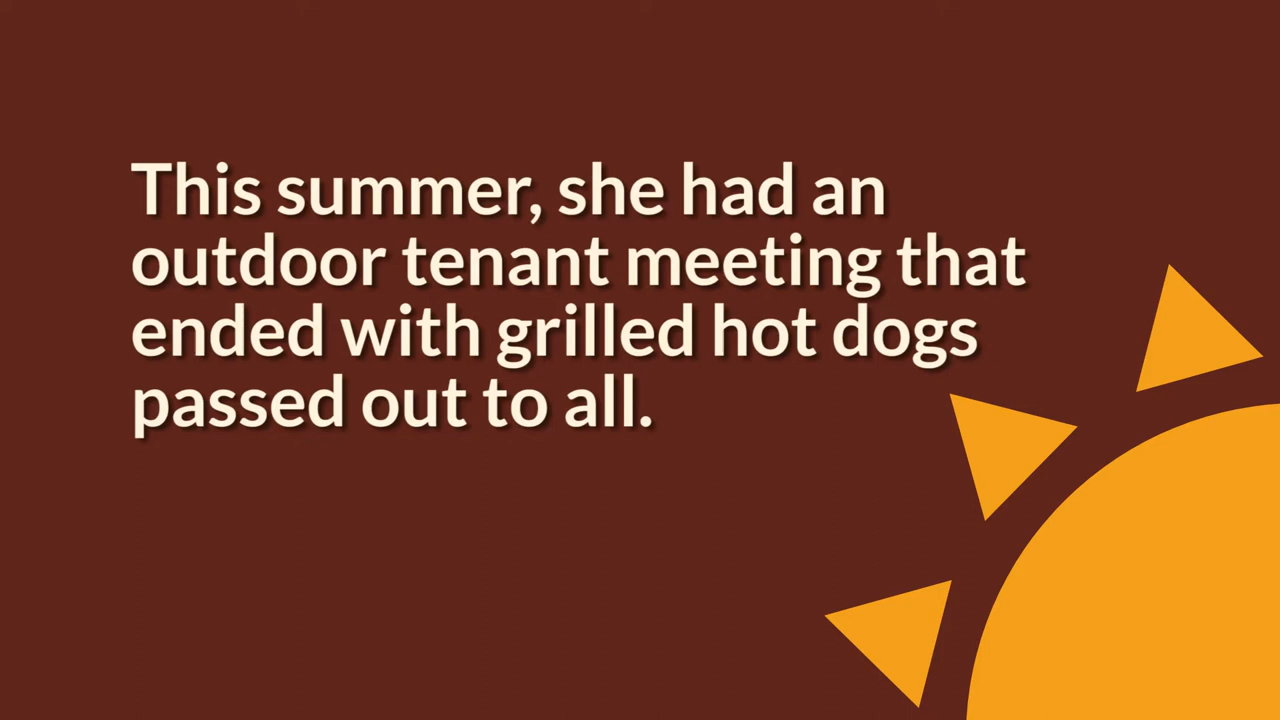 This summer, she had an
outdoor tenant meeting that
ended with grilled hot dogs
passed out to all.